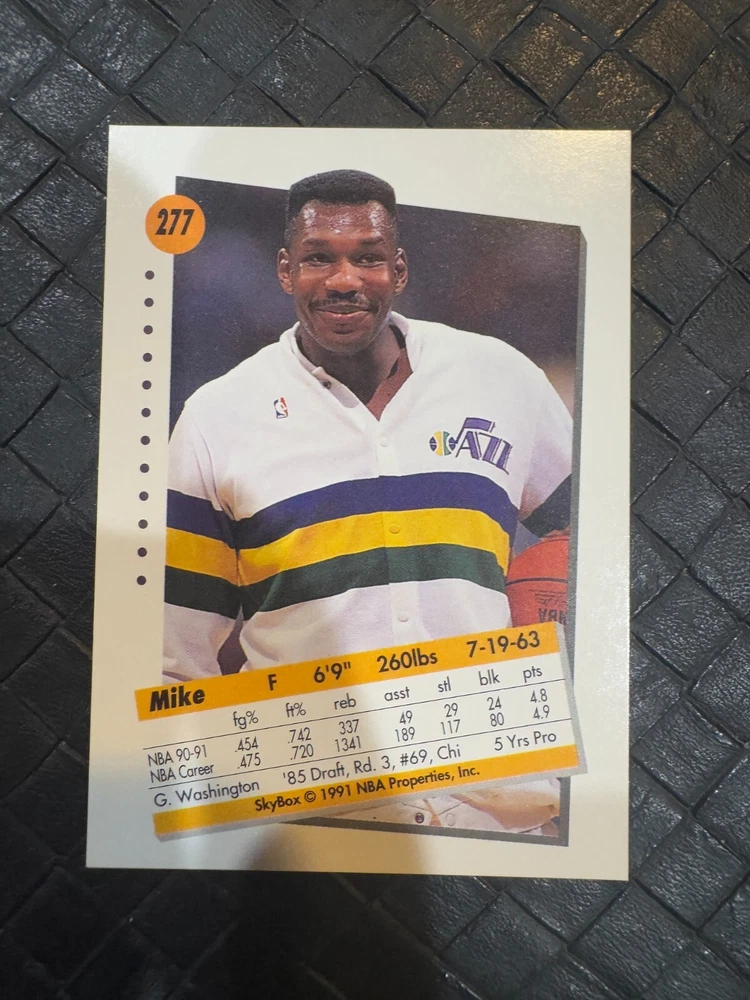 277
JAZZ
NBA
Mike F 6'9" 260lbs 7-19-63
fg% ft% reb asst stl blk pts
NBA 90-91 .454 .742 337 49 29 24 4.8
NBA Career .475 .720 1341 189 117 80 4.9
G. Washington '85 Draft, Rd. 3, #69, Chi 5 Yrs Pro
SkyBox © 1991 NBA Properties, Inc.